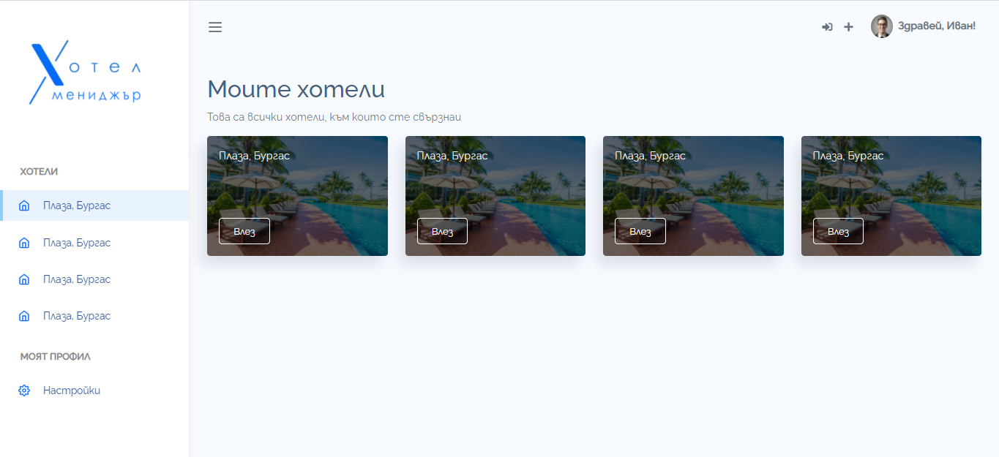 Хотел
мениджър
ХОТЕЛИ
Плаза, Бургас
Плаза, Бургас
Плаза, Бургас
Плаза, Бургас
МОЯТ ПРОФИЛ
Настройки
Здравей, Иван!
Моите хотели
Това са всички хотели, към които сте свързнаи
Плаза, Бургас
Влез
Плаза, Бургас
Влез
Плаза, Бургас
Влез
Плаза, Бургас
Влез